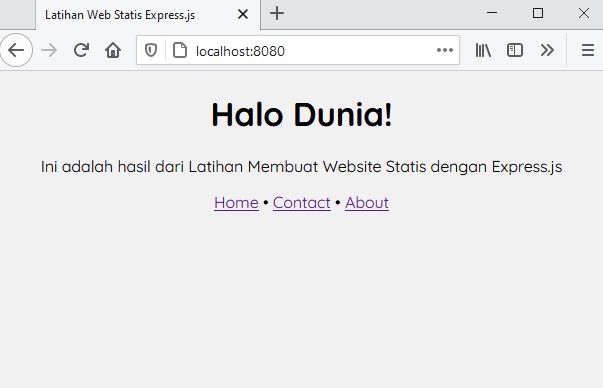 Latihan Web Statis Express.js
localhost:8080
Halo Dunia!
Ini adalah hasil dari Latihan Membuat Website Statis dengan Express.js
Home • Contact • About